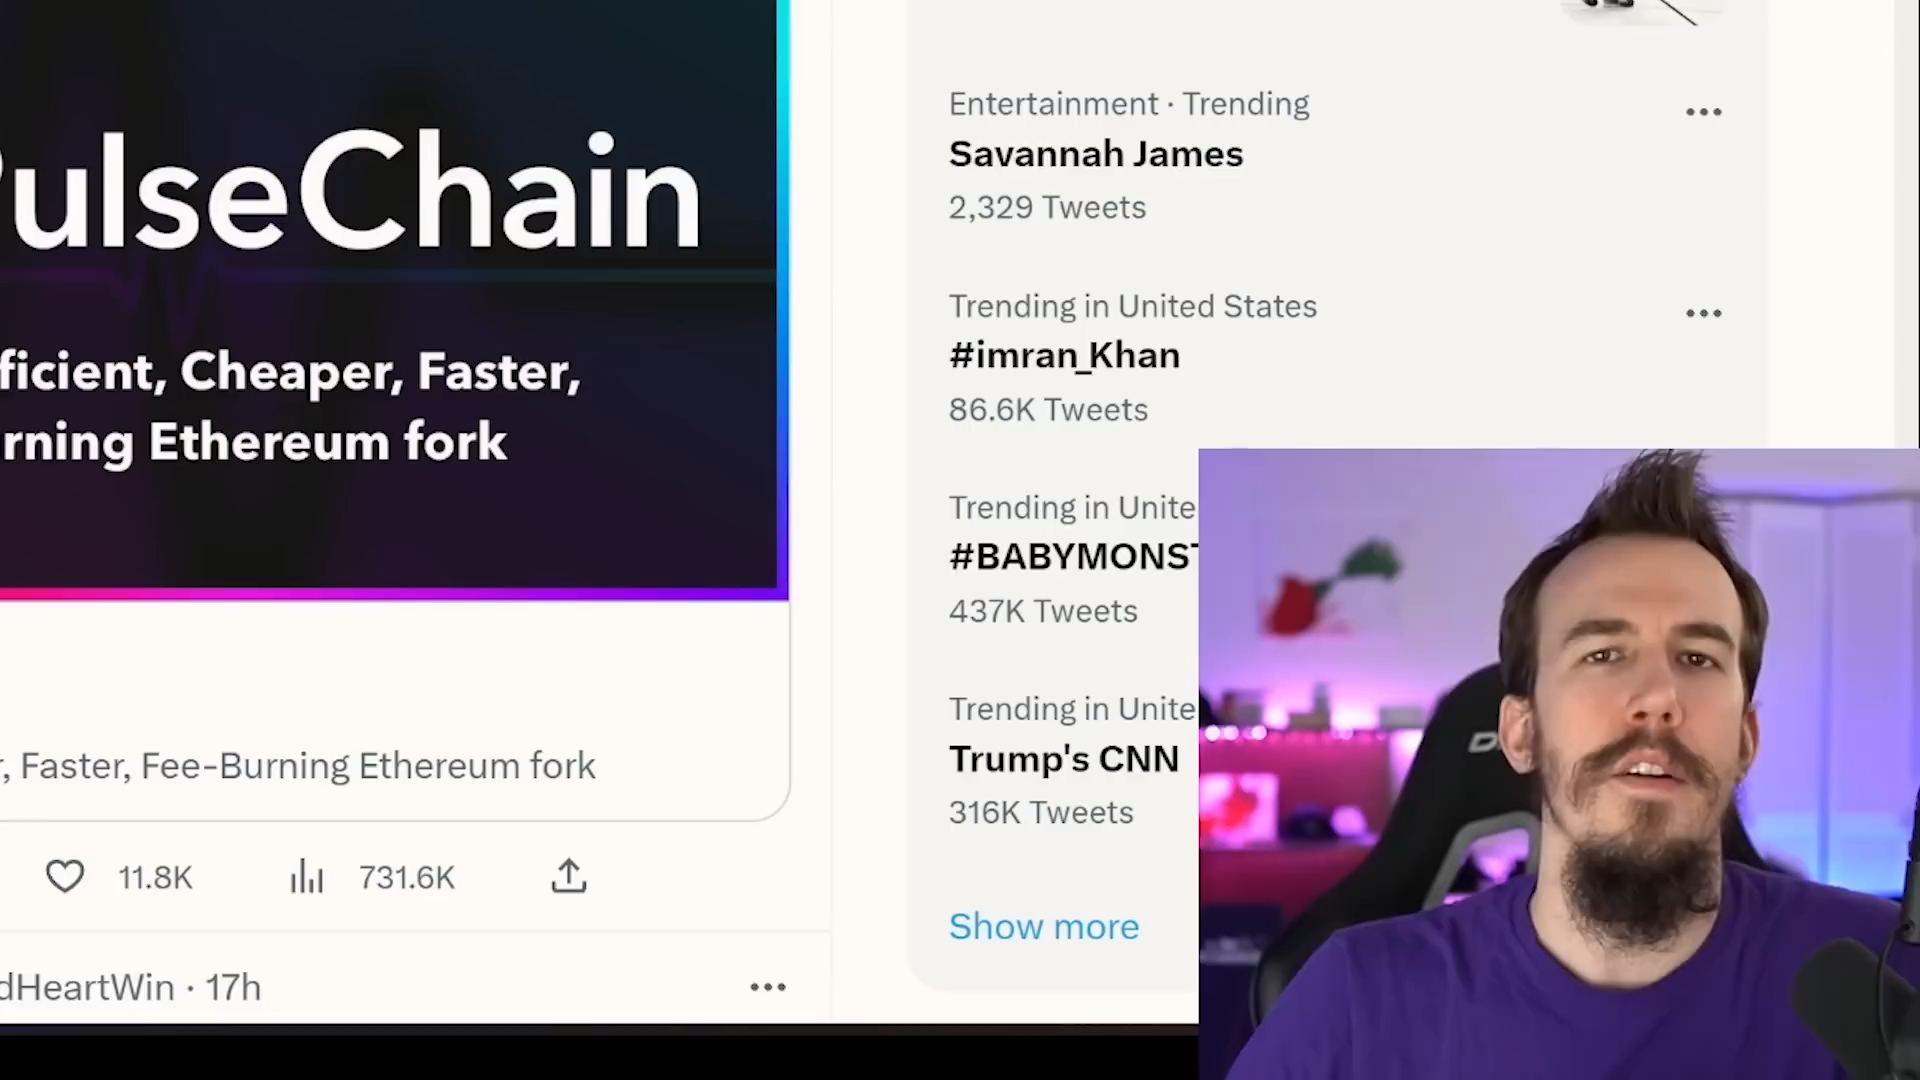 PulseChain
ficient, Cheaper, Faster,
rning Ethereum fork
, Faster, Fee-Burning Ethereum fork
11.8K
731.6K
dHeartWin · 17h
Entertainment · Trending
Savannah James
2,329 Tweets
Trending in United States
#imran_Khan
86.6K Tweets
Trending in Unite
#BABYMONST
437K Tweets
Trending in Unite
Trump's CNN
316K Tweets
Show more